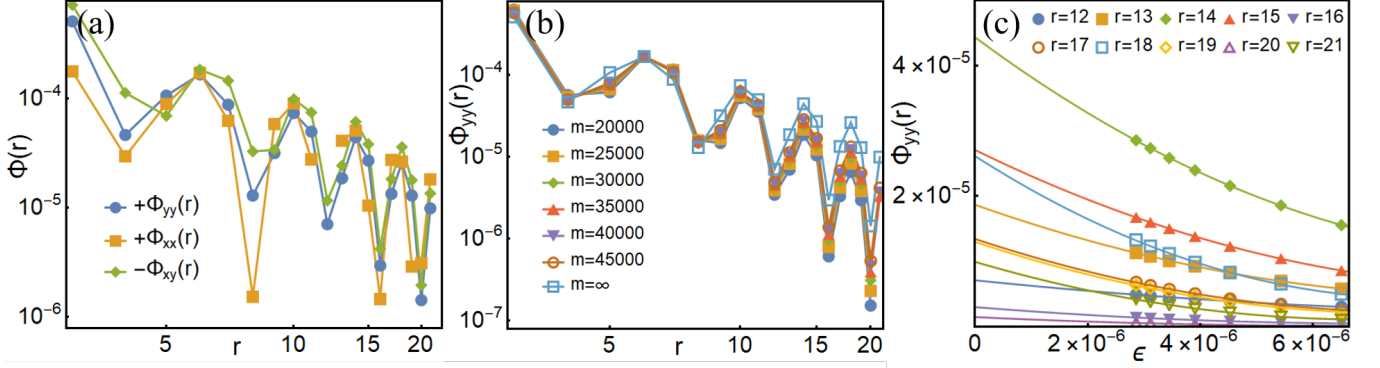 (a)
Φ(r)
10⁻⁴
10⁻⁵
10⁻⁶
+Φyy(r)
+Φxx(r)
−Φxy(r)
5 r 10 15 20
(b)
Φyy(r)
10⁻⁴
10⁻⁵
10⁻⁶
10⁻⁷
m=20000
m=25000
m=30000
m=35000
m=40000
m=45000
m=∞
5 r 10 15 20
(c)
r=12 r=13 r=14 r=15 r=16
r=17 r=18 r=19 r=20 r=21
Φyy(r)
4×10⁻⁵
2×10⁻⁵
0 2×10⁻⁶ ϵ 4×10⁻⁶ 6×10⁻⁶